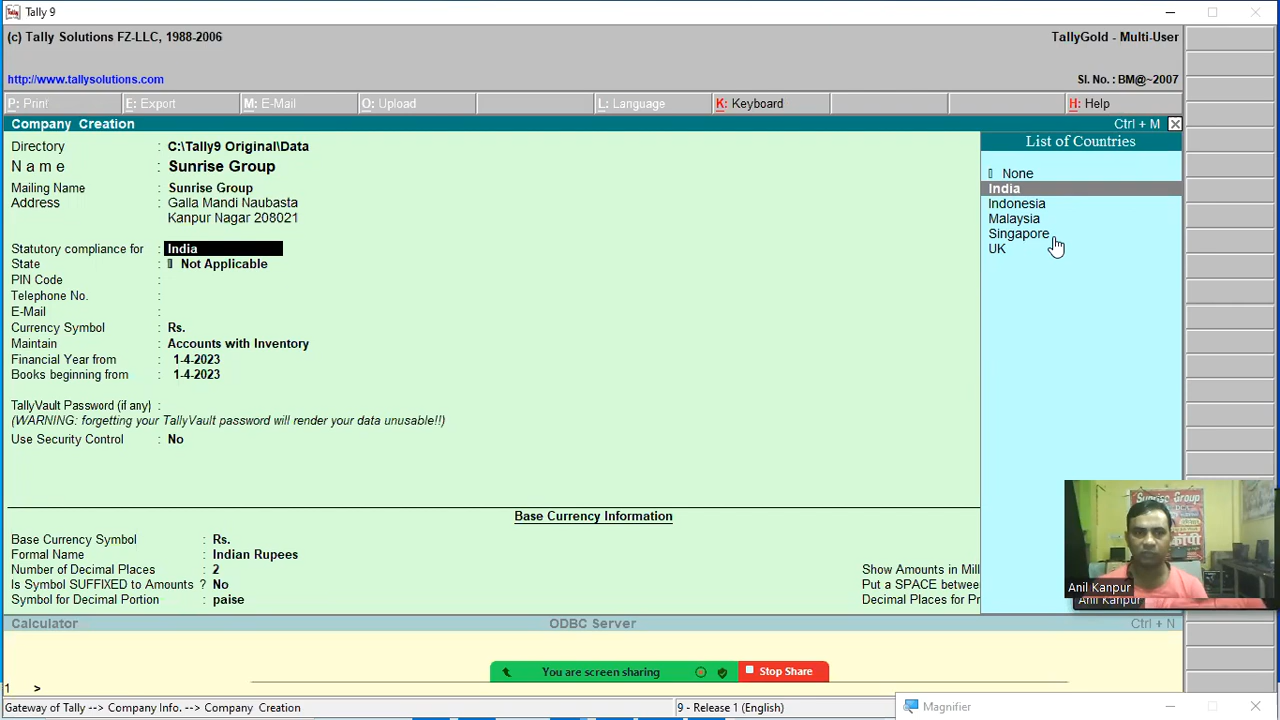 Tally 9
(c) Tally Solutions FZ-LLC, 1988-2006
TallyGold - Multi-User
http://www.tallysolutions.com
Sl. No. : BM@~2007
P: Print
E: Export
M: E-Mail
O: Upload
L: Language
K: Keyboard
H: Help
Company Creation
Ctrl + M
Directory : C:\Tally9 Original\Data
N a m e : Sunrise Group
Mailing Name : Sunrise Group
Address : Galla Mandi Naubasta
Kanpur Nagar 208021
Statutory compliance for : India
State : Not Applicable
PIN Code :
Telephone No. :
E-Mail :
Currency Symbol : Rs.
Maintain : Accounts with Inventory
Financial Year from : 1-4-2023
Books beginning from : 1-4-2023
TallyVault Password (if any) :
(WARNING: forgetting your TallyVault password will render your data unusable!!)
Use Security Control : No
List of Countries
None
India
Indonesia
Malaysia
Singapore
UK
Base Currency Information
Base Currency Symbol : Rs.
Formal Name : Indian Rupees
Number of Decimal Places : 2
Is Symbol SUFFIXED to Amounts ? No
Symbol for Decimal Portion : paise
Show Amounts in Mill
Put a SPACE between
Decimal Places for Pr
Sunrise Group
Anil Kanpur
Anil Kanpur
Calculator
ODBC Server
Ctrl + N
You are screen sharing
Stop Share
1 >
Gateway of Tally --> Company Info. --> Company Creation
9 - Release 1 (English)
Magnifier